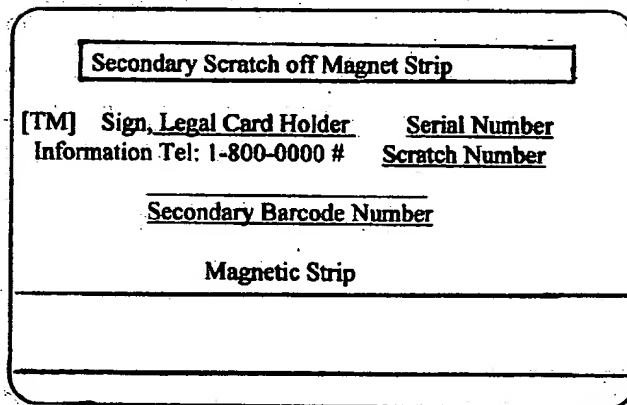 Secondary Scratch off Magnet Strip
[TM] Sign, Legal Card Holder Serial Number
Information Tel: 1-800-0000 # Scratch Number
Secondary Barcode Number
Magnetic Strip